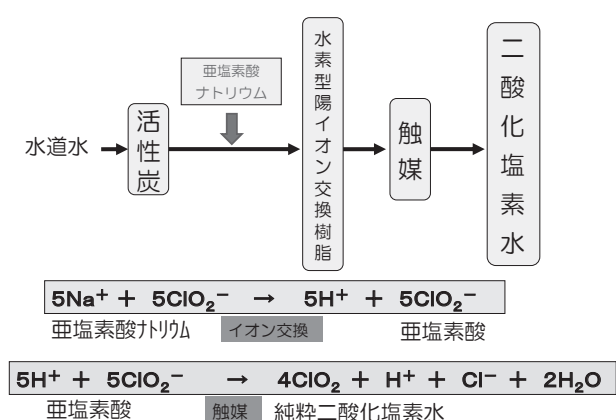 水道水
活性炭
亜塩素酸
ナトリウム
水素型陽イオン交換樹脂
触媒
二酸化塩素水
5Na⁺ + 5ClO₂⁻ → 5H⁺ + 5ClO₂⁻
亜塩素酸ナトリウム イオン交換 亜塩素酸
5H⁺ + 5ClO₂⁻ → 4ClO₂ + H⁺ + Cl⁻ + 2H₂O
亜塩素酸 触媒 純粋二酸化塩素水